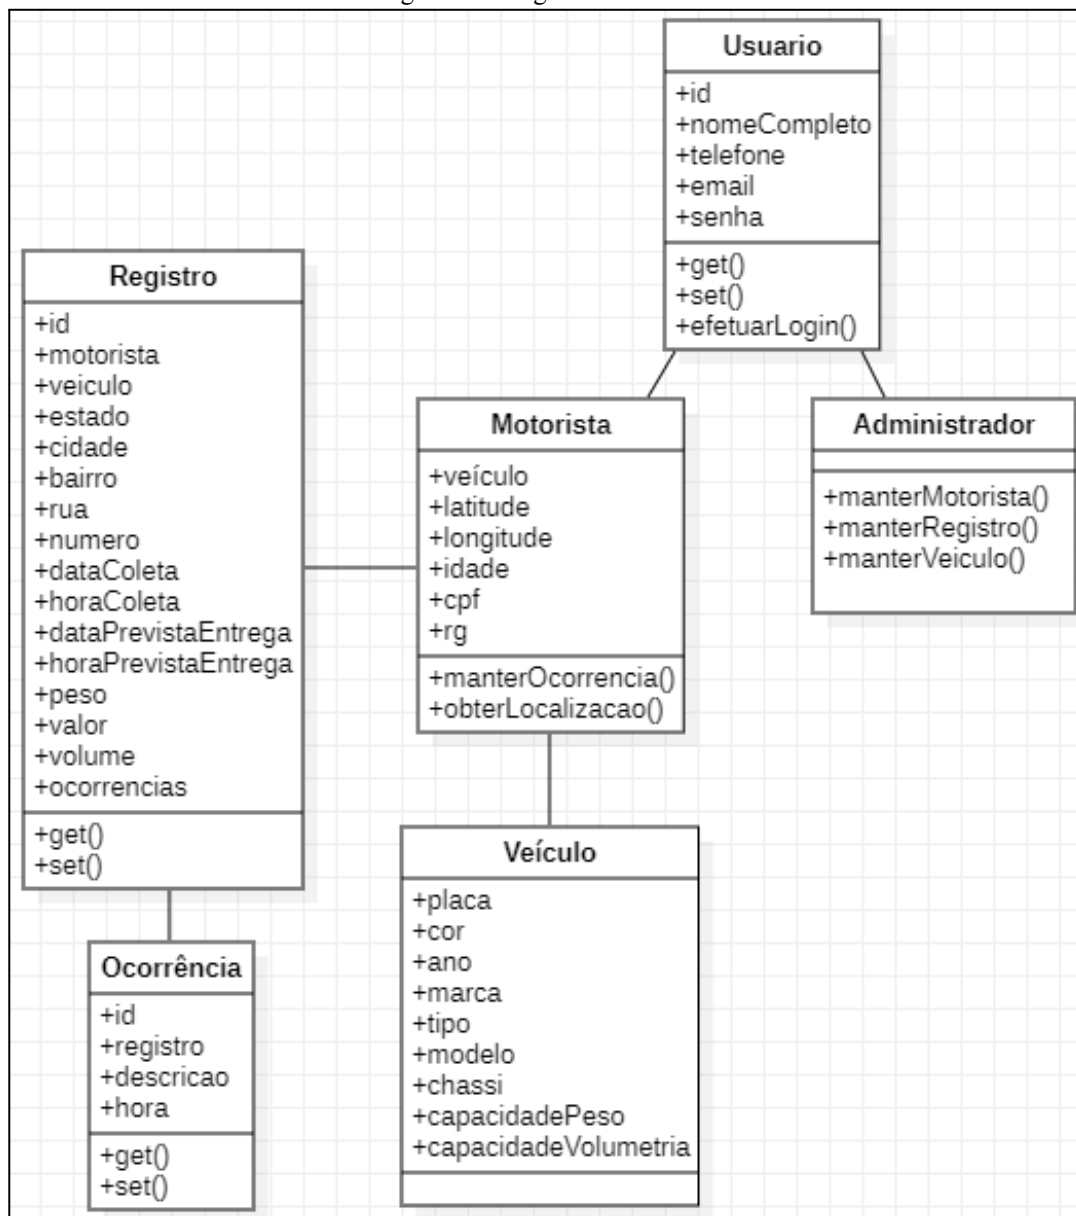 Usuario
+id
+nomeCompleto
+telefone
+email
+senha
+get()
+set()
+efetuarLogin()
Registro
+id
+motorista
+veiculo
+estado
+cidade
+bairro
+rua
+numero
+dataColeta
+horaColeta
+dataPrevistaEntrega
+horaPrevistaEntrega
+peso
+valor
+volume
+ocorrencias
+get()
+set()
Motorista
+veículo
+latitude
+longitude
+idade
+cpf
+rg
+manterOcorrencia()
+obterLocalizacao()
Administrador
+manterMotorista()
+manterRegistro()
+manterVeiculo()
Veículo
+placa
+cor
+ano
+marca
+tipo
+modelo
+chassi
+capacidadePeso
+capacidadeVolumetria
Ocorrência
+id
+registro
+descricao
+hora
+get()
+set()